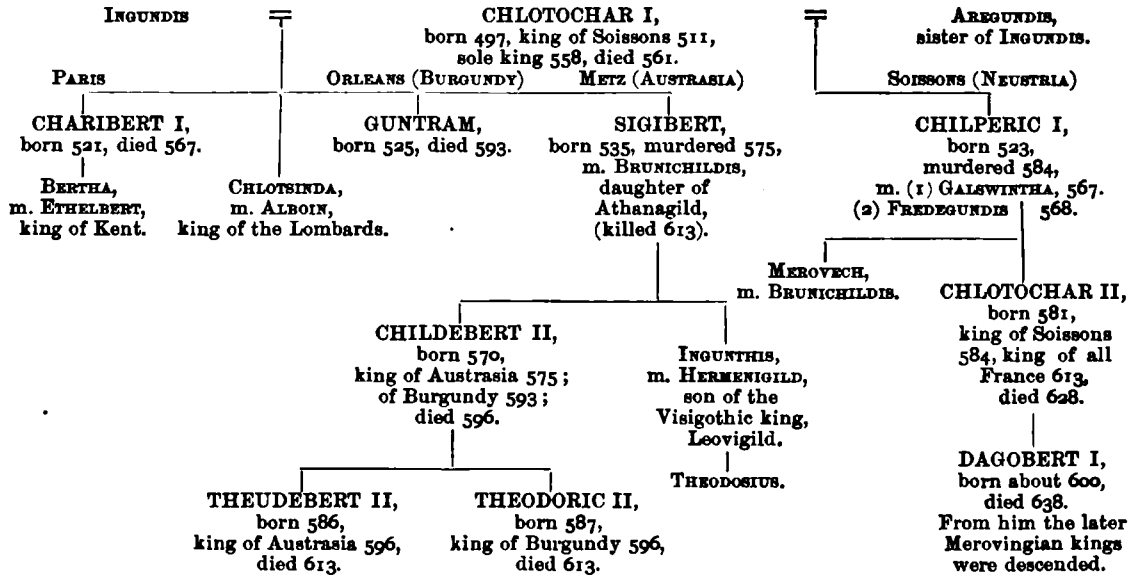 INGUNDIS
CHLOTOCHAR I,
born 497, king of Soissons 511,
sole king 558, died 561.
AREGUNDIS,
sister of INGUNDIS.
PARIS
ORLEANS (BURGUNDY)
METZ (AUSTRASIA)
SOISSONS (NEUSTRIA)
CHARIBERT I,
born 521, died 567.
GUNTRAM,
born 525, died 593.
SIGIBERT,
born 535, murdered 575,
m. BRUNICHILDIS,
daughter of
Athanagild,
(killed 613).
CHILPERIC I,
born 523,
murdered 584,
m. (1) GALSWINTHA, 567.
(2) FREDEGUNDIS 568.
BERTHA,
m. ETHELBERT,
king of Kent.
CHLOTSINDA,
m. ALBOIN,
king of the Lombards.
MEROVECH,
m. BRUNICHILDIS.
CHLOTOCHAR II,
born 581,
king of Soissons
584, king of all
France 613,
died 628.
CHILDEBERT II,
born 570,
king of Austrasia 575;
of Burgundy 593;
died 596.
INGUNTHIS,
m. HERMENIGILD,
son of the
Visigothic king,
Leovigild.
THEODOSIUS.
DAGOBERT I,
born about 600,
died 638.
From him the later
Merovingian kings
were descended.
THEUDEBERT II,
born 586,
king of Austrasia 596,
died 613.
THEODORIC II,
born 587,
king of Burgundy 596,
died 613.